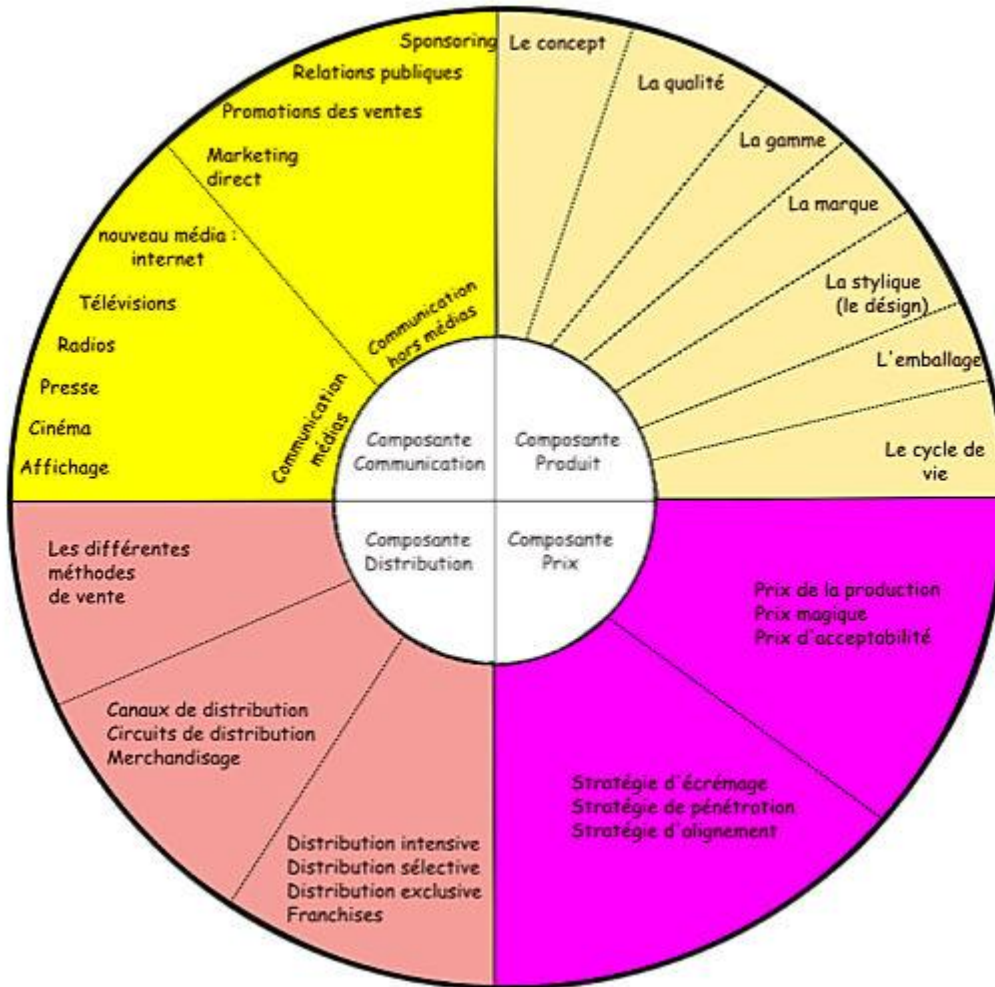 Sponsoring
Relations publiques
Promotions des ventes
Marketing
direct
Communication
hors médias
nouveau média :
internet
Télévisions
Radios
Presse
Cinéma
Affichage
Communication
médias
Le concept
La qualité
La gamme
La marque
La stylique
(le désign)
L'emballage
Le cycle de
vie
Composante
Communication
Composante
Produit
Composante
Distribution
Composante
Prix
Les différentes
méthodes
de vente
Canaux de distribution
Circuits de distribution
Merchandisage
Distribution intensive
Distribution sélective
Distribution exclusive
Franchises
Prix de la production
Prix magique
Prix d'acceptabilité
Stratégie d'écrémage
Stratégie de pénétration
Stratégie d'alignement